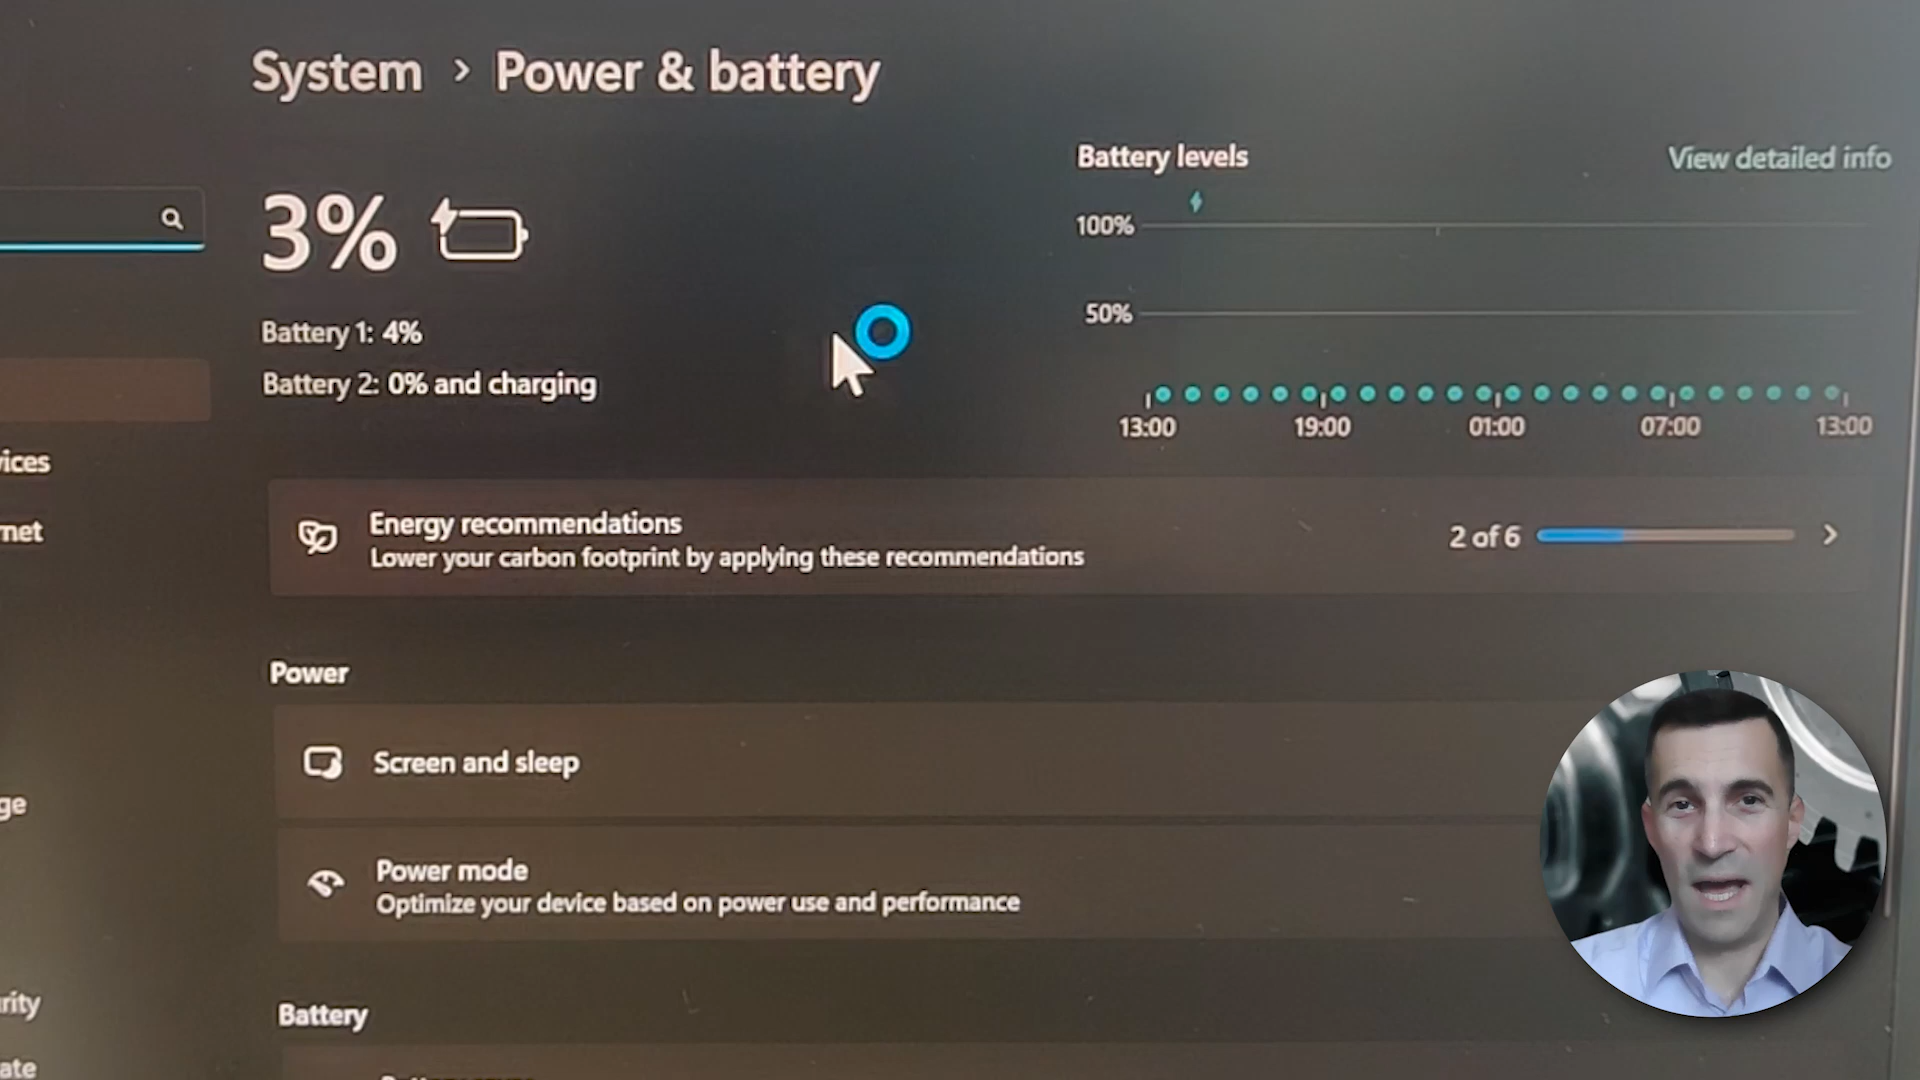 System > Power & battery
3%
Battery 1: 4%
Battery 2: 0% and charging
Battery levels
View detailed info
100%
50%
13:00 19:00 01:00 07:00 13:00
vices
rnet
Energy recommendations
Lower your carbon footprint by applying these recommendations
2 of 6
Power
Screen and sleep
ge
Power mode
Optimize your device based on power use and performance
rity
Battery
ate